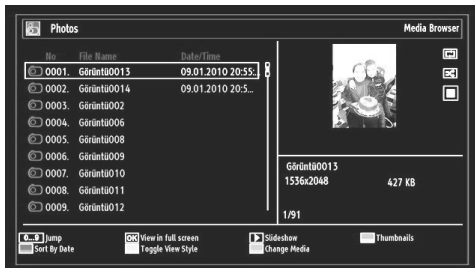 Photos Media Browser
No File Name Date/Time
0001. Görüntü0013 09.01.2010 20:55:..
0002. Görüntü0014 09.01.2010 20:5...
0003. Görüntü002
0004. Görüntü006
0005. Görüntü008
0006. Görüntü009
0007. Görüntü010
0008. Görüntü011
0009. Görüntü012
Görüntü0013
1536x2048 427 KB
1/91
0...9 Jump OK View in full screen Slideshow Thumbnails
Sort By Date Toggle View Style Change Media